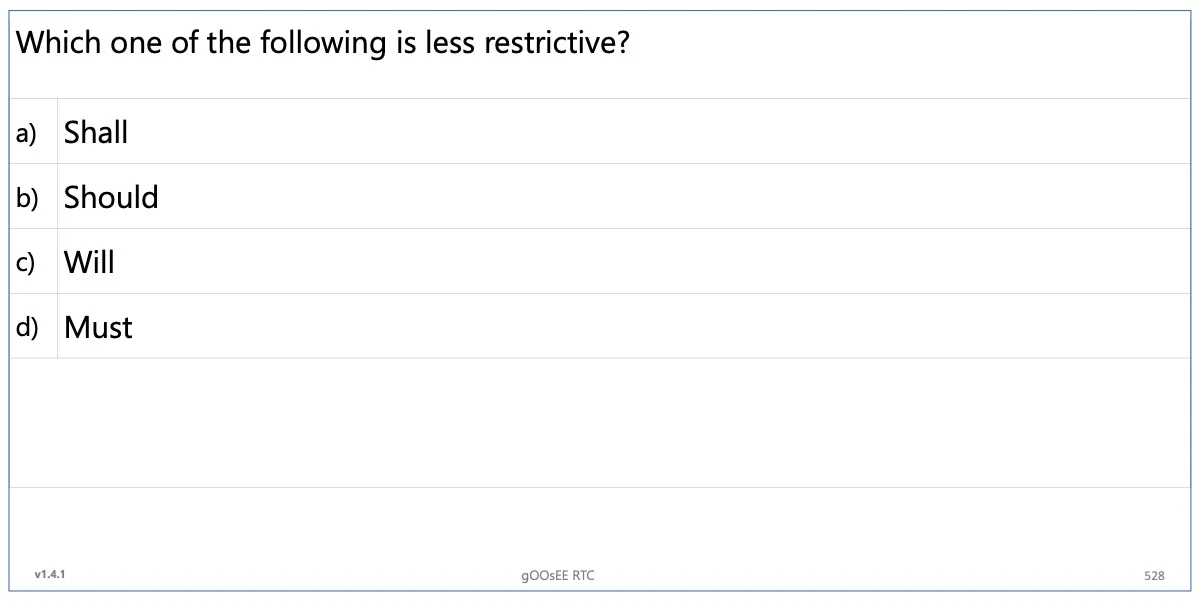 Which one of the following is less restrictive?
a) Shall
b) Should
c) Will
d) Must
v1.4.1 gOOsEE RTC 528